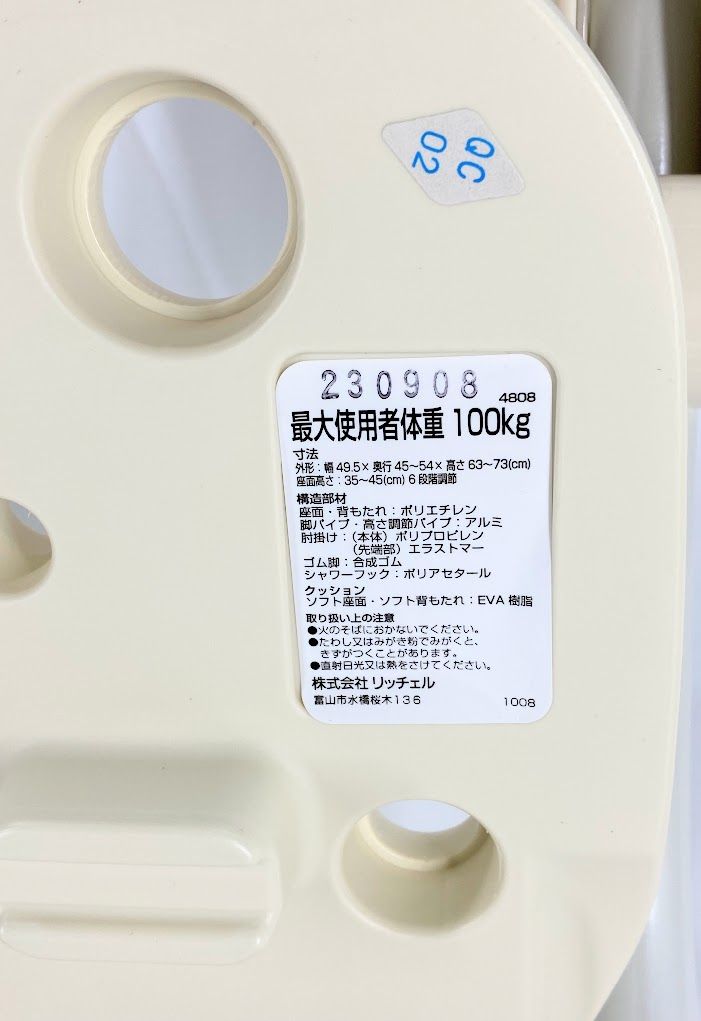 QC
02
230908
4808
最大使用者体重 100kg
寸法
外形：幅 49.5× 奥行 45～54× 高さ 63～73(cm)
座面高さ：35～45(cm) 6 段階調節
構造部材
座面・背もたれ：ポリエチレン
脚パイプ・高さ調節パイプ：アルミ
肘掛け：（本体）ポリプロピレン
（先端部）エラストマー
ゴム脚：合成ゴム
シャワーフック：ポリアセタール
クッション
ソフト座面・ソフト背もたれ：EVA 樹脂
取り扱い上の注意
●火のそばにおかないでください。
●たわし又はみがき粉でみがくと、
きずがつくことがあります。
●直射日光又は熱をさけてください。
株式会社 リッチェル
富山市水橋桜木１３６
1008